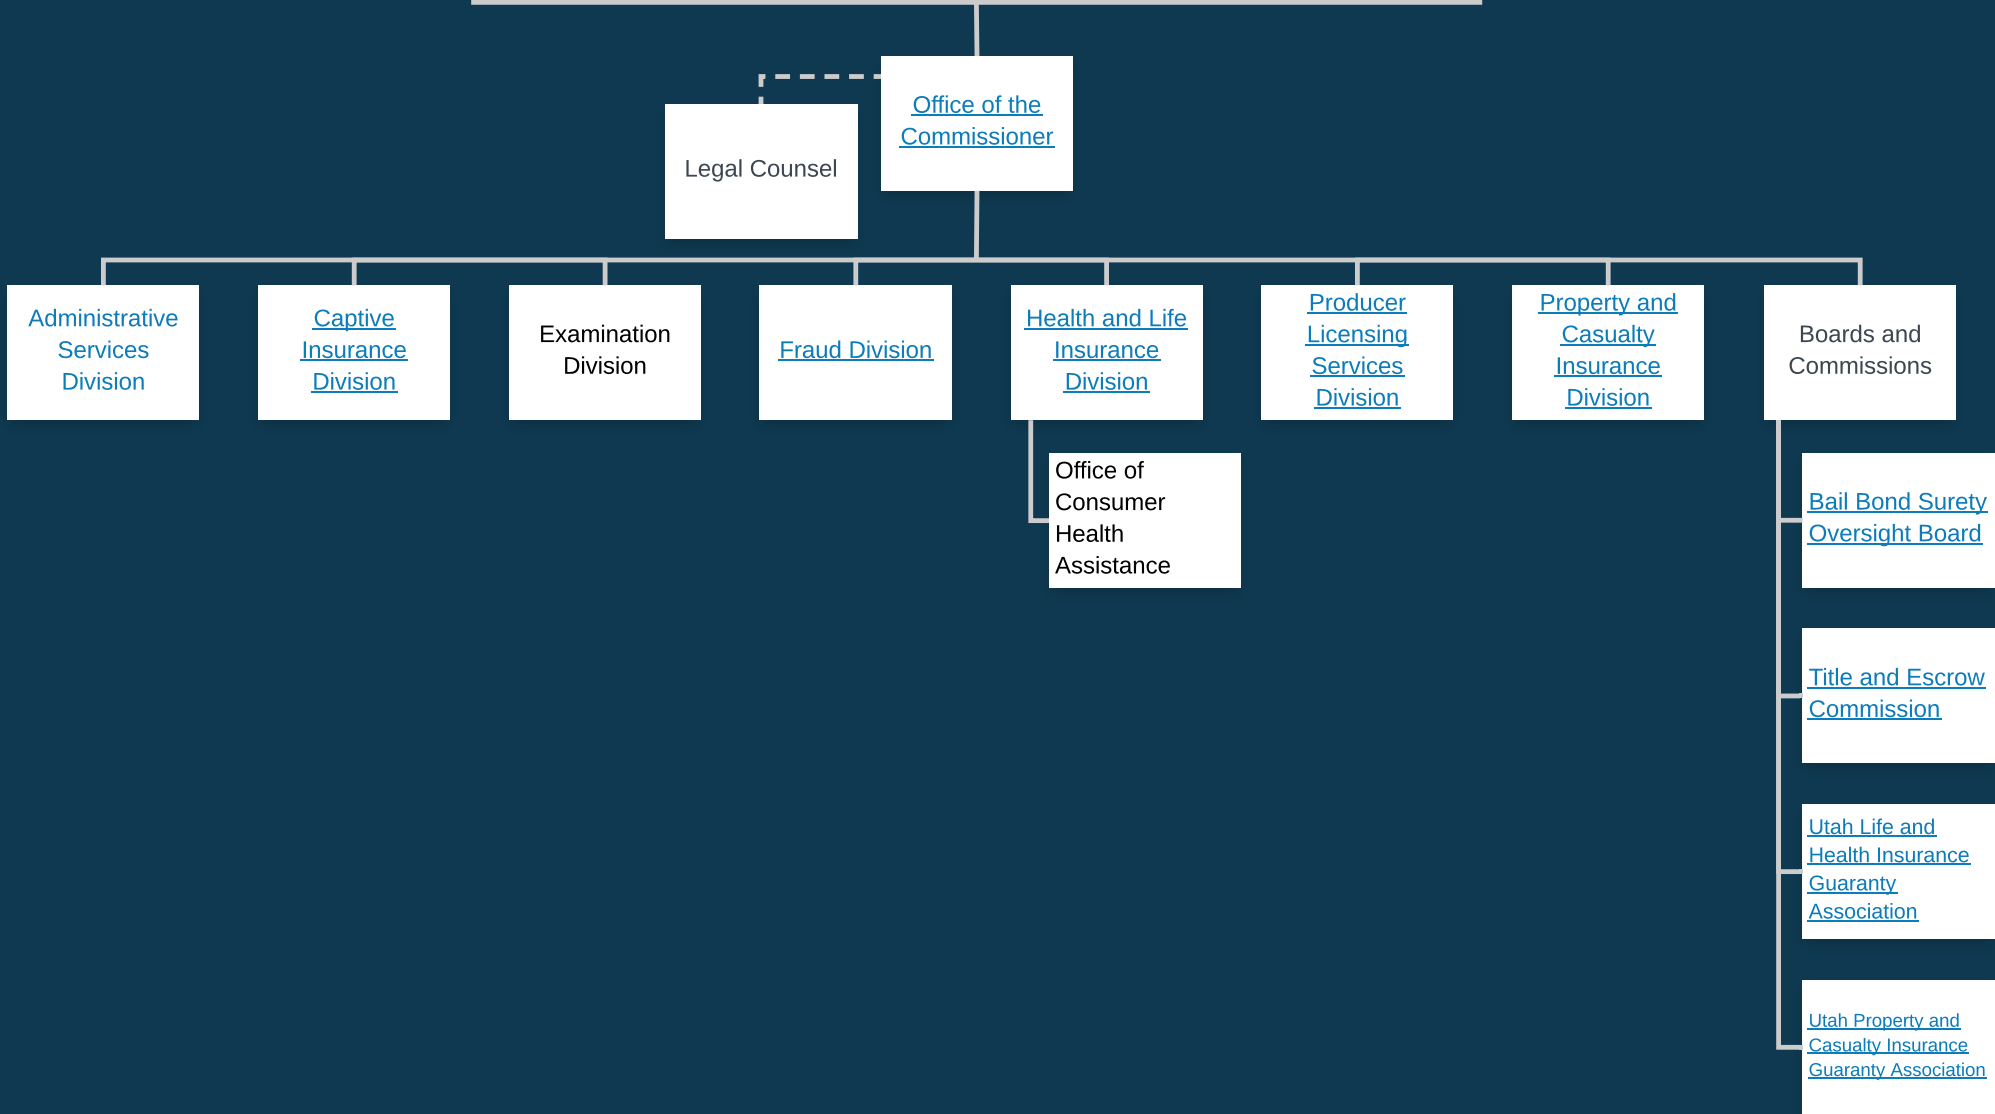 Office of the
Commissioner
Legal Counsel
Administrative
Services
Division
Captive
Insurance
Division
Examination
Division
Fraud Division
Health and Life
Insurance
Division
Producer
Licensing
Services
Division
Property and
Casualty
Insurance
Division
Boards and
Commissions
Office of
Consumer
Health
Assistance
Bail Bond Surety
Oversight Board
Title and Escrow
Commission
Utah Life and
Health Insurance
Guaranty
Association
Utah Property and
Casualty Insurance
Guaranty Association